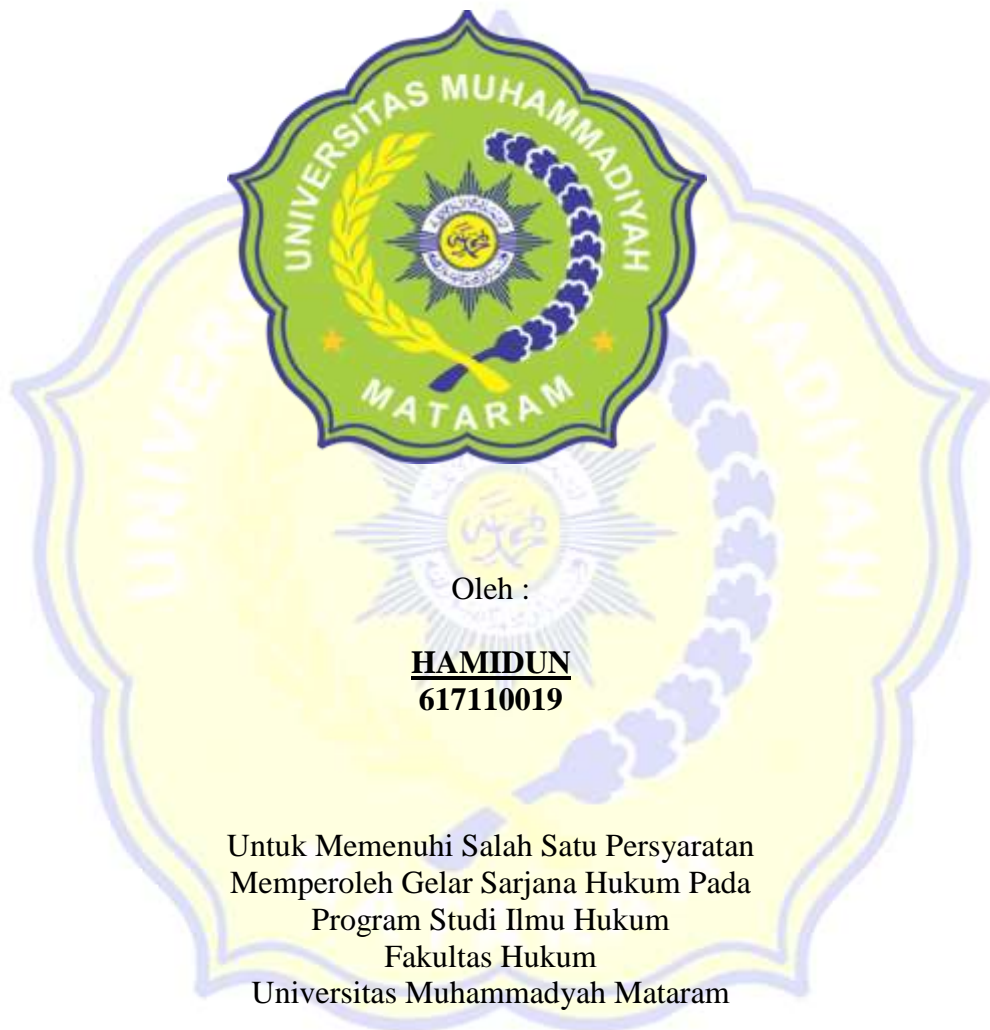 UNIVERSITAS MUHAMMADIYAH
MATARAM
Oleh :
HAMIDUN
617110019
Untuk Memenuhi Salah Satu Persyaratan
Memperoleh Gelar Sarjana Hukum Pada
Program Studi Ilmu Hukum
Fakultas Hukum
Universitas Muhammadyah Mataram